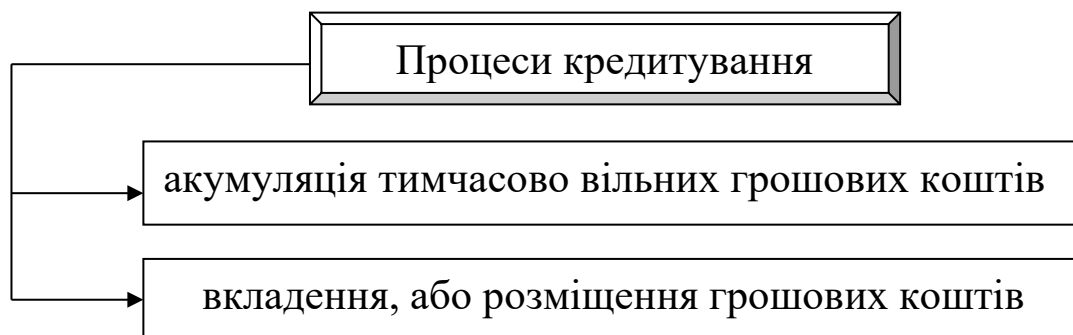 Процеси кредитування
акумуляція тимчасово вільних грошових коштів
вкладення, або розміщення грошових коштів